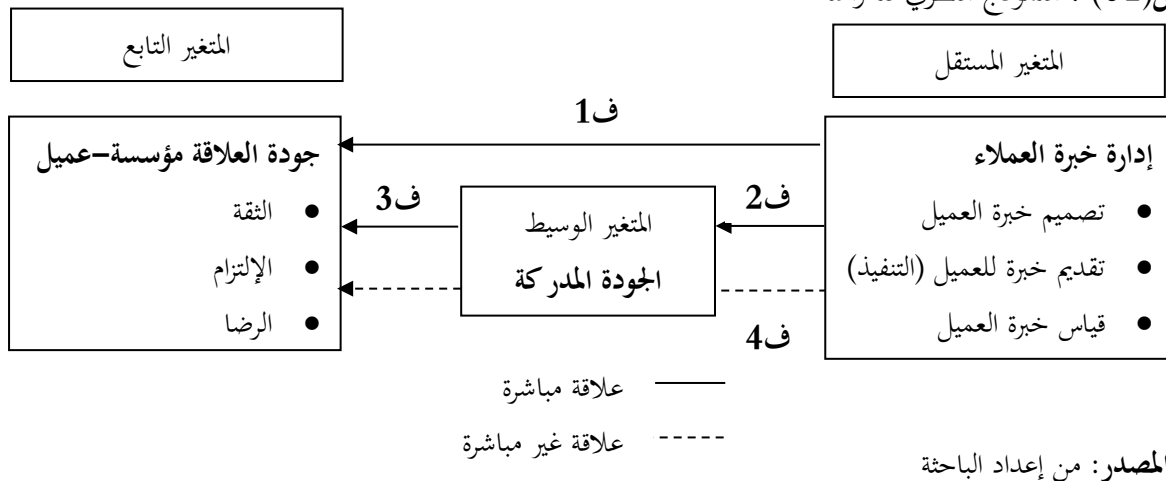 المتغير المستقل
المتغير التابع
ف1
إدارة خبرة العملاء
• تصميم خبرة العميل
• تقديم خبرة للعميل (التنفيذ)
• قياس خبرة العميل
ف2
المتغير الوسيط
الجودة المدركة
ف3
ف4
جودة العلاقة مؤسسة-عميل
• الثقة
• الإلتزام
• الرضا
علاقة مباشرة
علاقة غير مباشرة
المصدر: من إعداد الباحثة